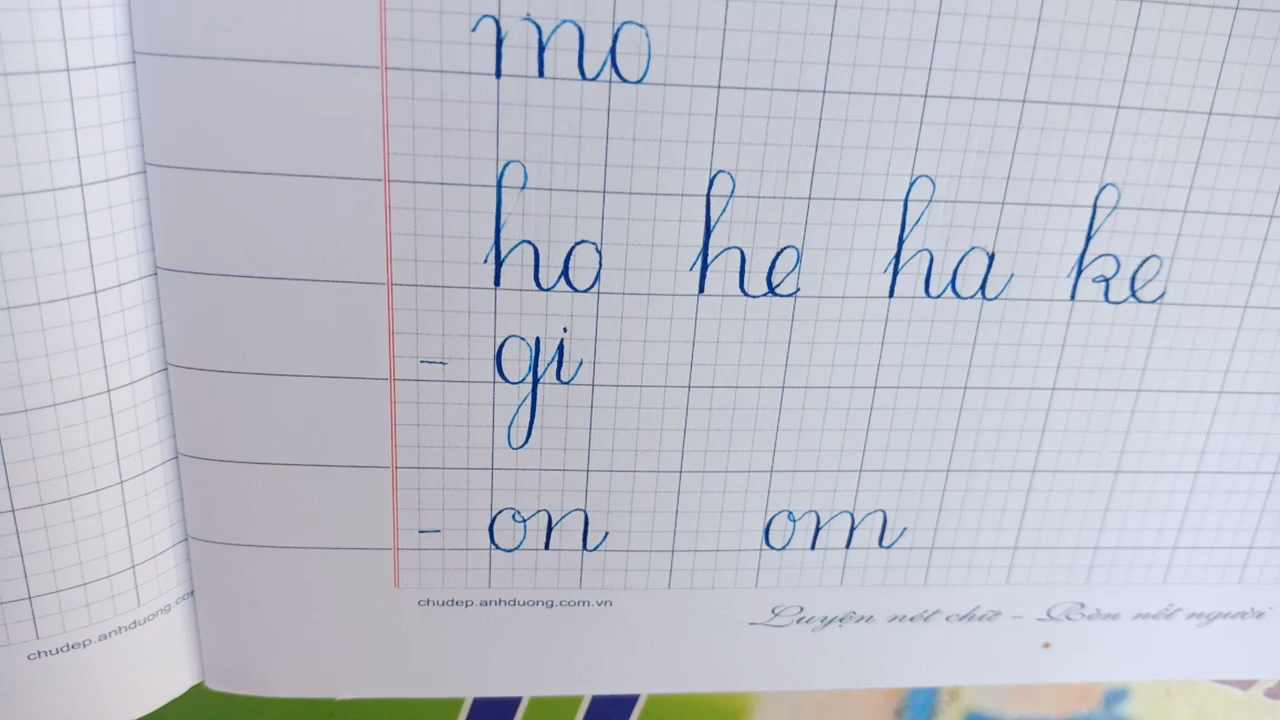 mo
ho he ha ke
- gi
- on om
chudep.anhduong.com.vn
Luyện nét chữ - Rèn nết người
chudep.anhduong.com